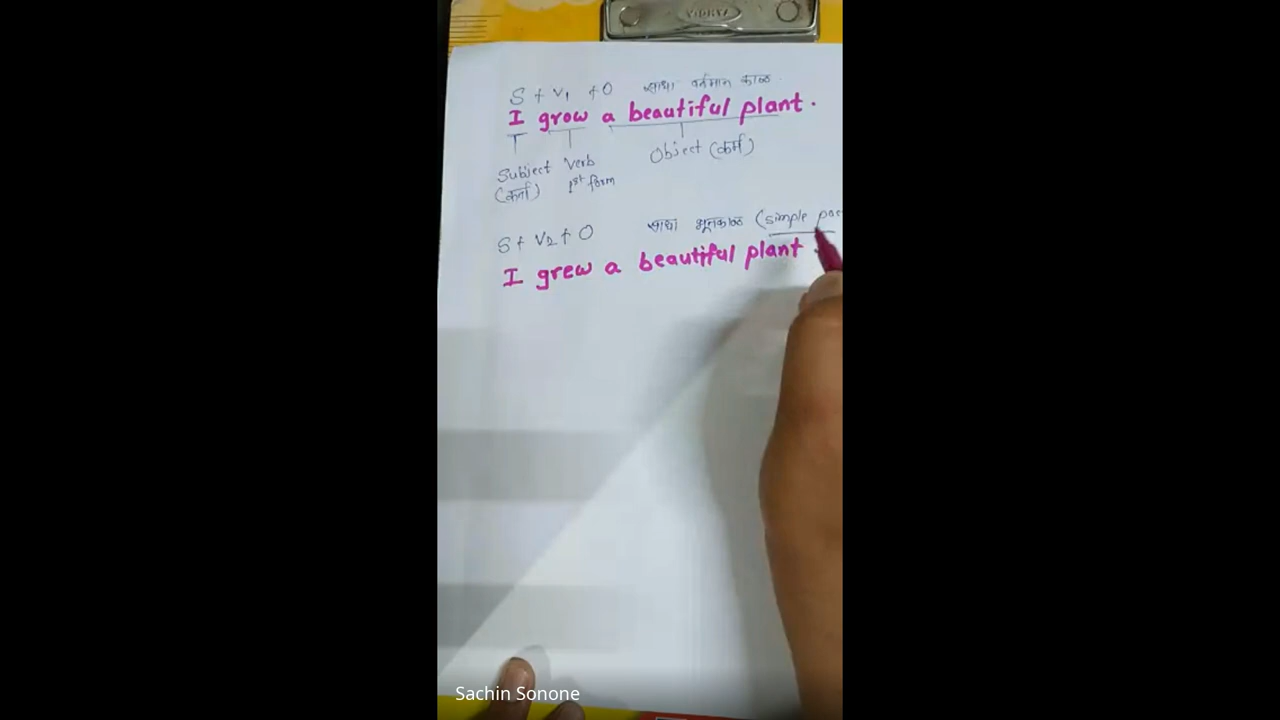 S + V1 + O साधा वर्तमान काळ.
I grow a beautiful plant.
Subject Verb Object (कर्म)
(कर्ता) 1st form
S + V2 + O साधा भूतकाळ (simple pas
I grew a beautiful plant.
Sachin Sonone